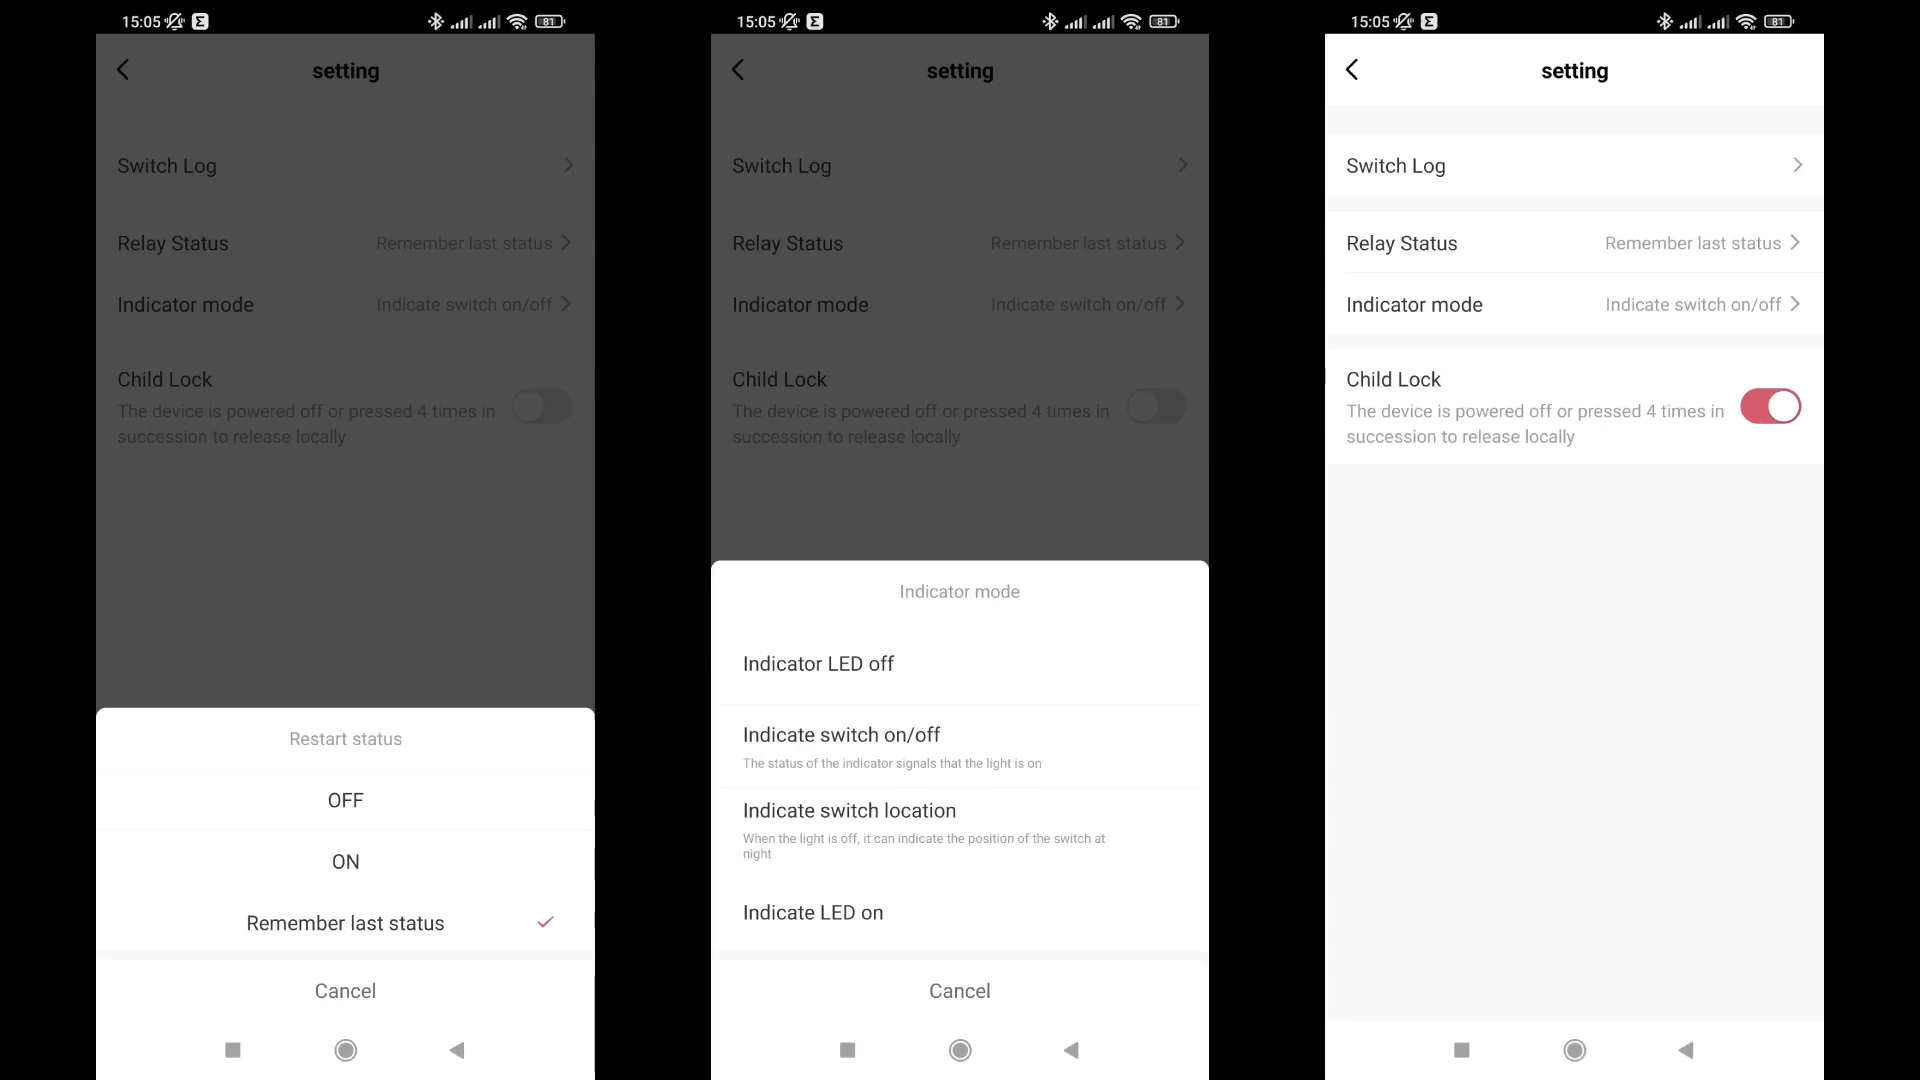 15:05
81
setting
Switch Log
Relay Status Remember last status
Indicator mode Indicate switch on/off
Child Lock
The device is powered off or pressed 4 times in
succession to release locally
Restart status
OFF
ON
Remember last status
Cancel
15:05
81
setting
Switch Log
Relay Status Remember last status
Indicator mode Indicate switch on/off
Child Lock
The device is powered off or pressed 4 times in
succession to release locally
Indicator mode
Indicator LED off
Indicate switch on/off
The status of the indicator signals that the light is on
Indicate switch location
When the light is off, it can indicate the position of the switch at
night
Indicate LED on
Cancel
15:05
81
setting
Switch Log
Relay Status Remember last status
Indicator mode Indicate switch on/off
Child Lock
The device is powered off or pressed 4 times in
succession to release locally